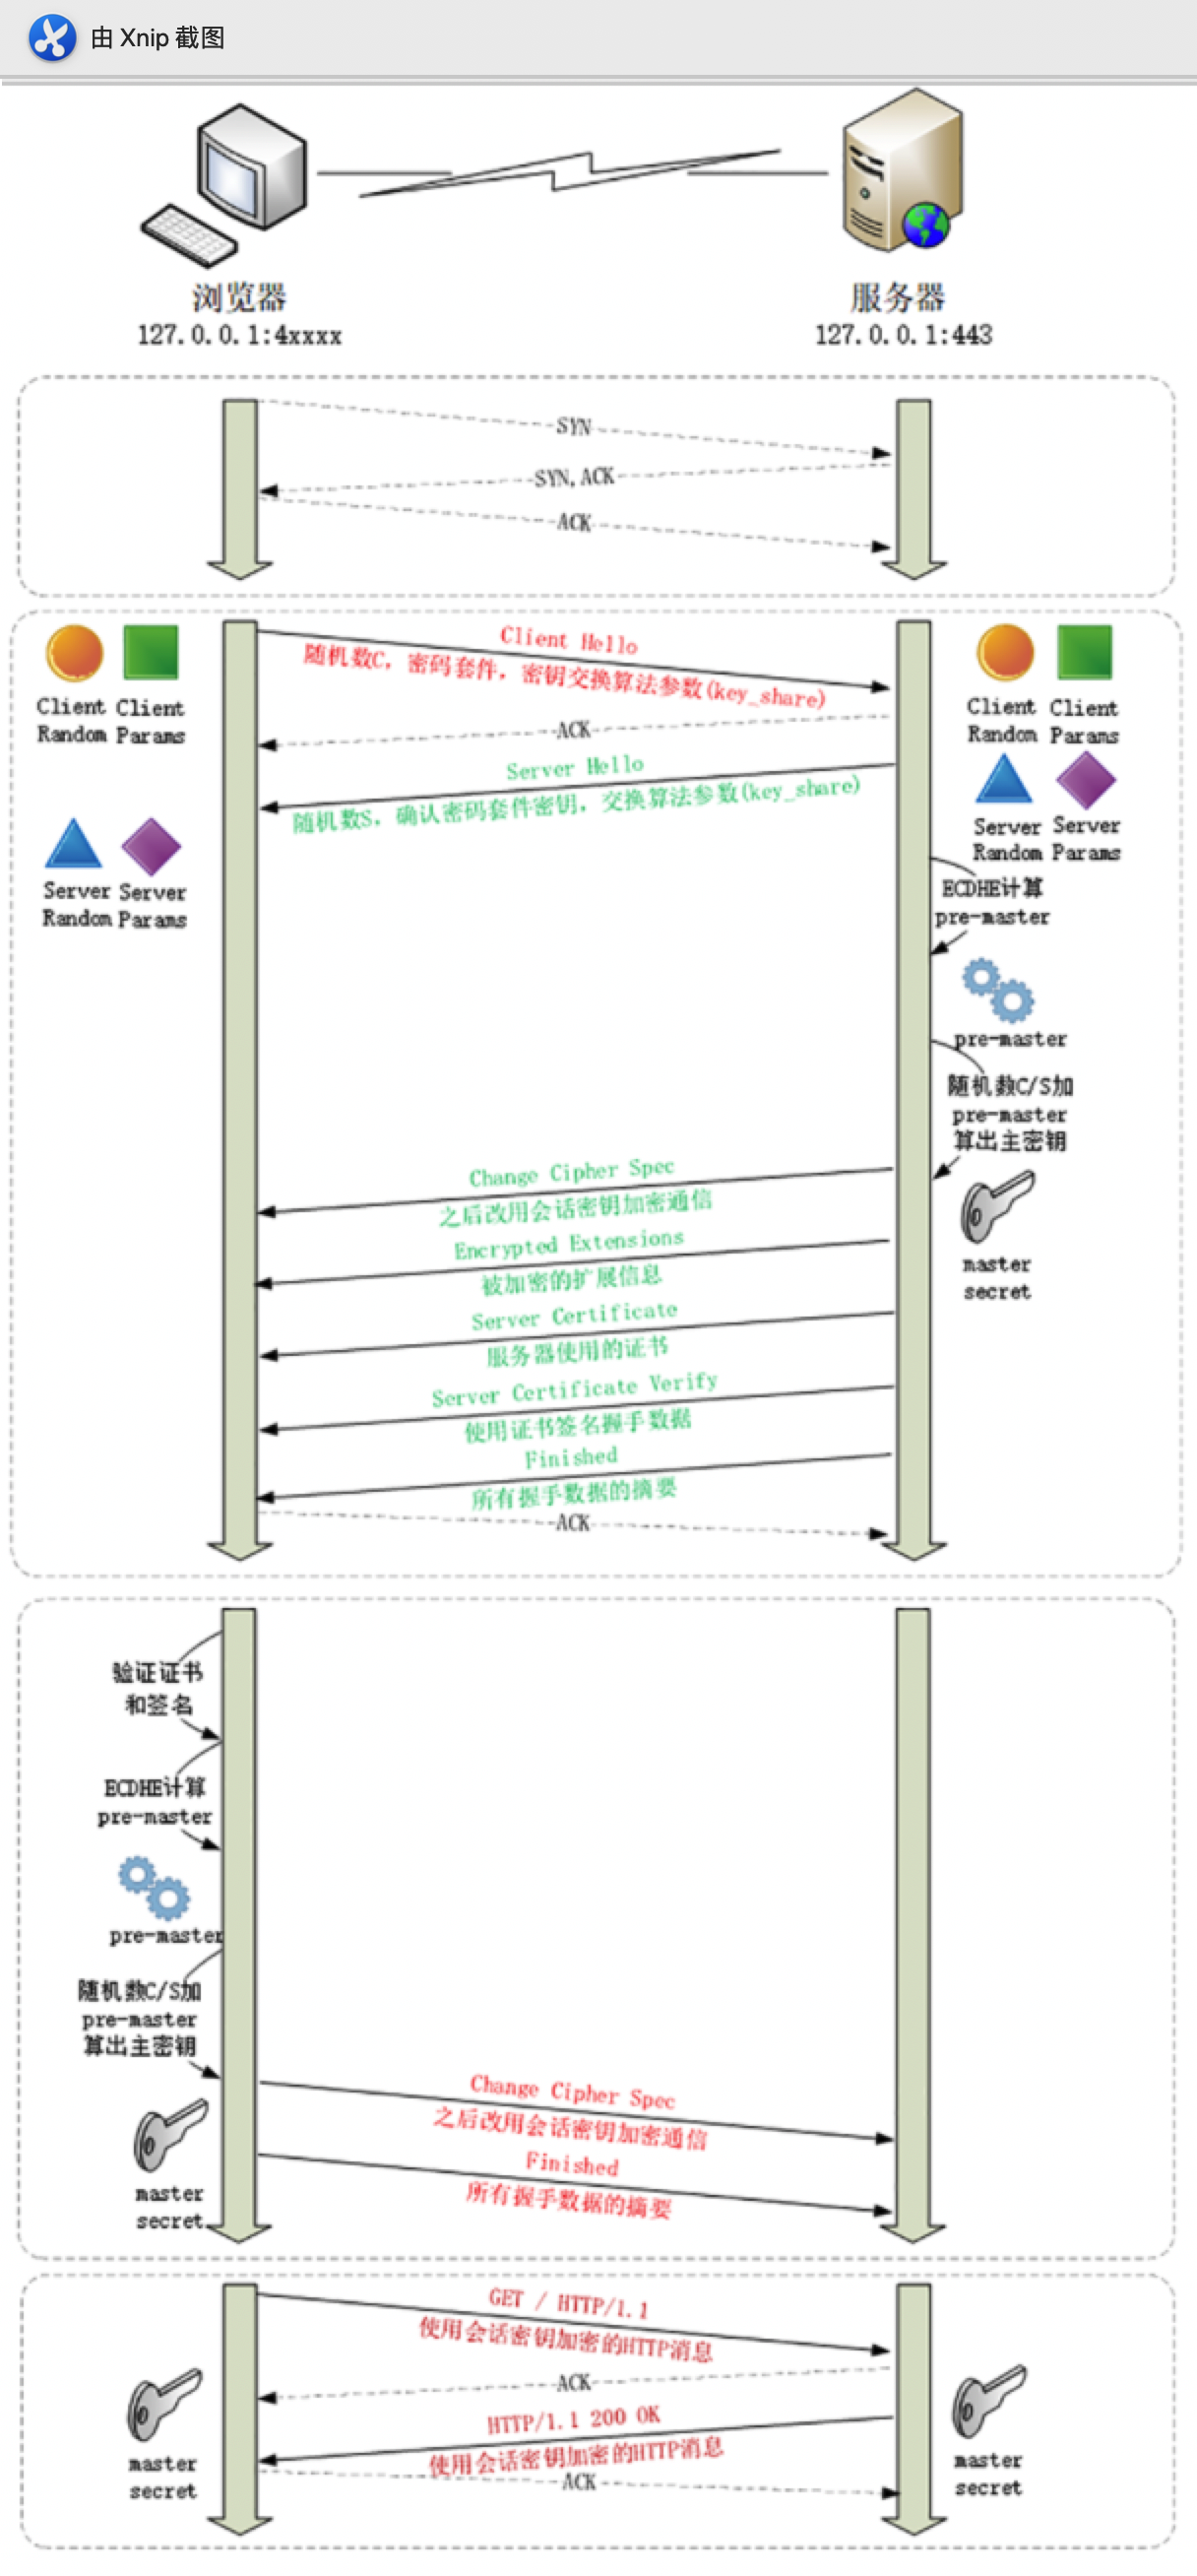 由 Xnip 截图
浏览器
127.0.0.1:4xxxx
服务器
127.0.0.1:443
SYN
SYN,ACK
ACK
Client Hello
随机数C，密码套件，密钥交换算法参数(key_share)
Client Random
Client Params
Client Random
Client Params
ACK
Server Hello
随机数S，确认密码套件密钥，交换算法参数(key_share)
Server Random
Server Params
Server Random
Server Params
ECDHE计算
pre-master
pre-master
随机数C/S加
pre-master
算出主密钥
Change Cipher Spec
之后改用会话密钥加密通信
Encrypted Extensions
被加密的扩展信息
master
secret
Server Certificate
服务器使用的证书
Server Certificate Verify
使用证书签名握手数据
Finished
所有握手数据的摘要
ACK
验证证书
和签名
ECDHE计算
pre-master
pre-master
随机数C/S加
pre-master
算出主密钥
Change Cipher Spec
之后改用会话密钥加密通信
Finished
所有握手数据的摘要
master
secret
GET / HTTP/1.1
使用会话密钥加密的HTTP消息
ACK
HTTP/1.1 200 OK
使用会话密钥加密的HTTP消息
ACK
master
secret
master
secret